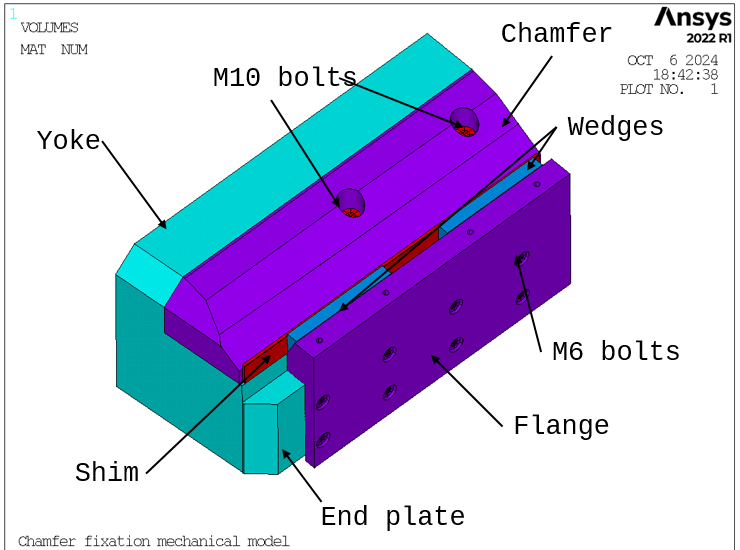 1
VOLUMES
MAT NUM
Ansys
2022 R1
OCT 6 2024
18:42:38
PLOT NO. 1
Chamfer
M10 bolts
Wedges
Yoke
M6 bolts
Flange
Shim
End plate
Chamfer fixation mechanical model